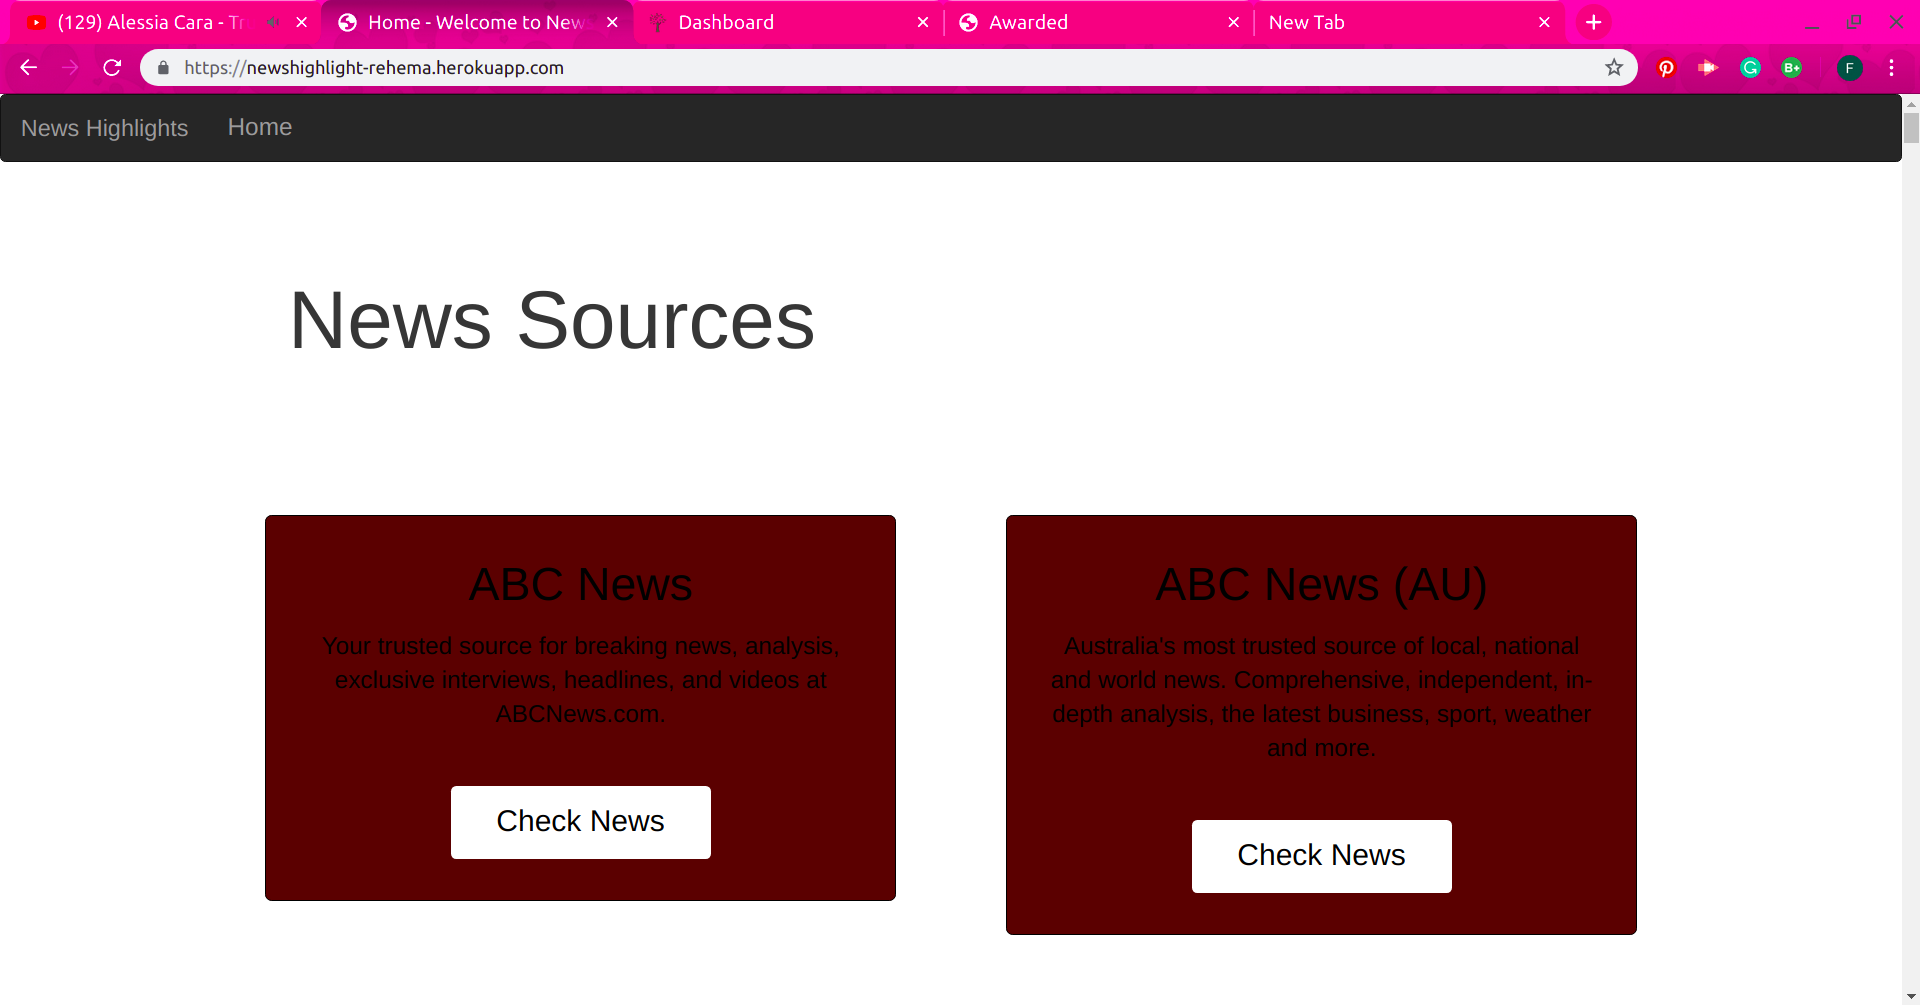 (129) Alessia Cara - Tr
Home - Welcome to New
Dashboard
Awarded
New Tab
https://newshighlight-rehema.herokuapp.com
B+
F
News Highlights
Home
News Sources
ABC News
Your trusted source for breaking news, analysis,
exclusive interviews, headlines, and videos at
ABCNews.com.
Check News
ABC News (AU)
Australia's most trusted source of local, national
and world news. Comprehensive, independent, in-
depth analysis, the latest business, sport, weather
and more.
Check News